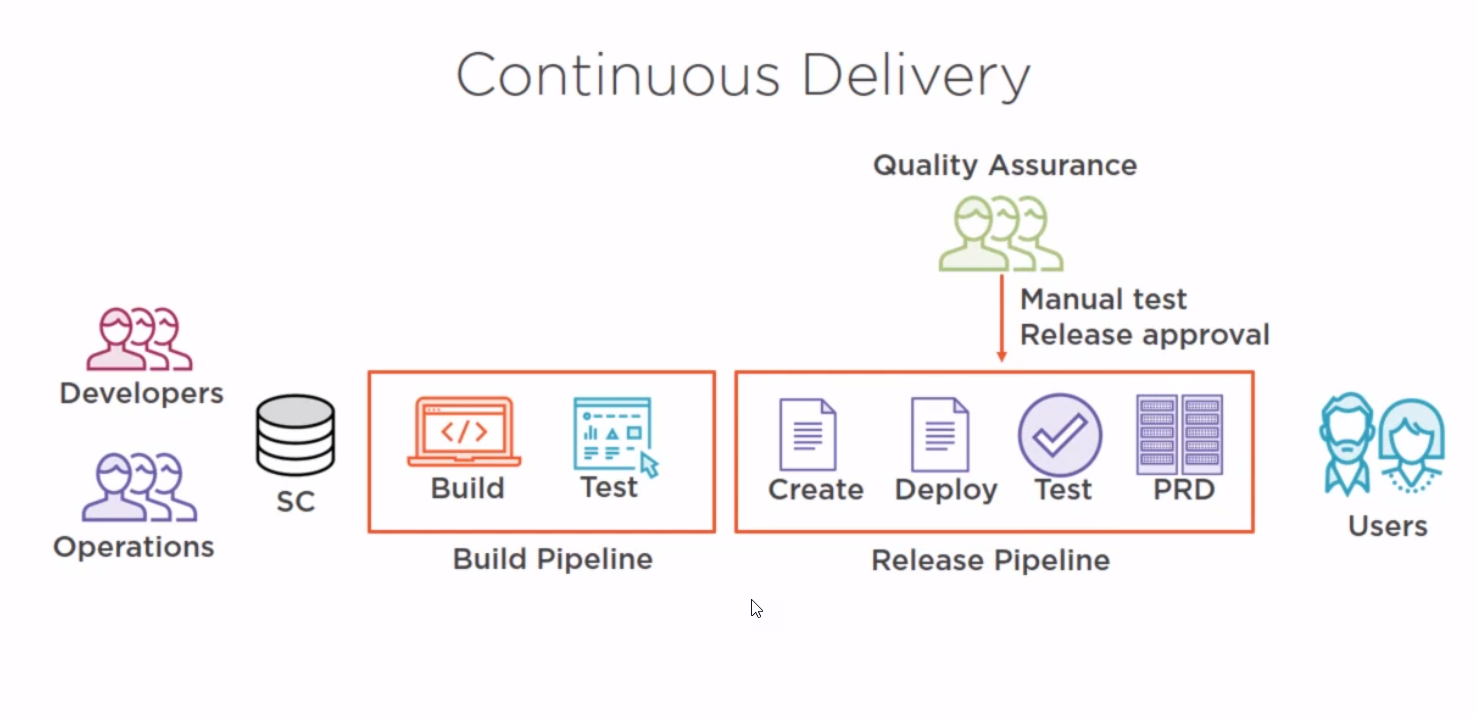 Continuous Delivery
Quality Assurance
Manual test
Release approval
Developers
Operations
SC
Build
Test
Build Pipeline
Create
Deploy
Test
PRD
Release Pipeline
Users